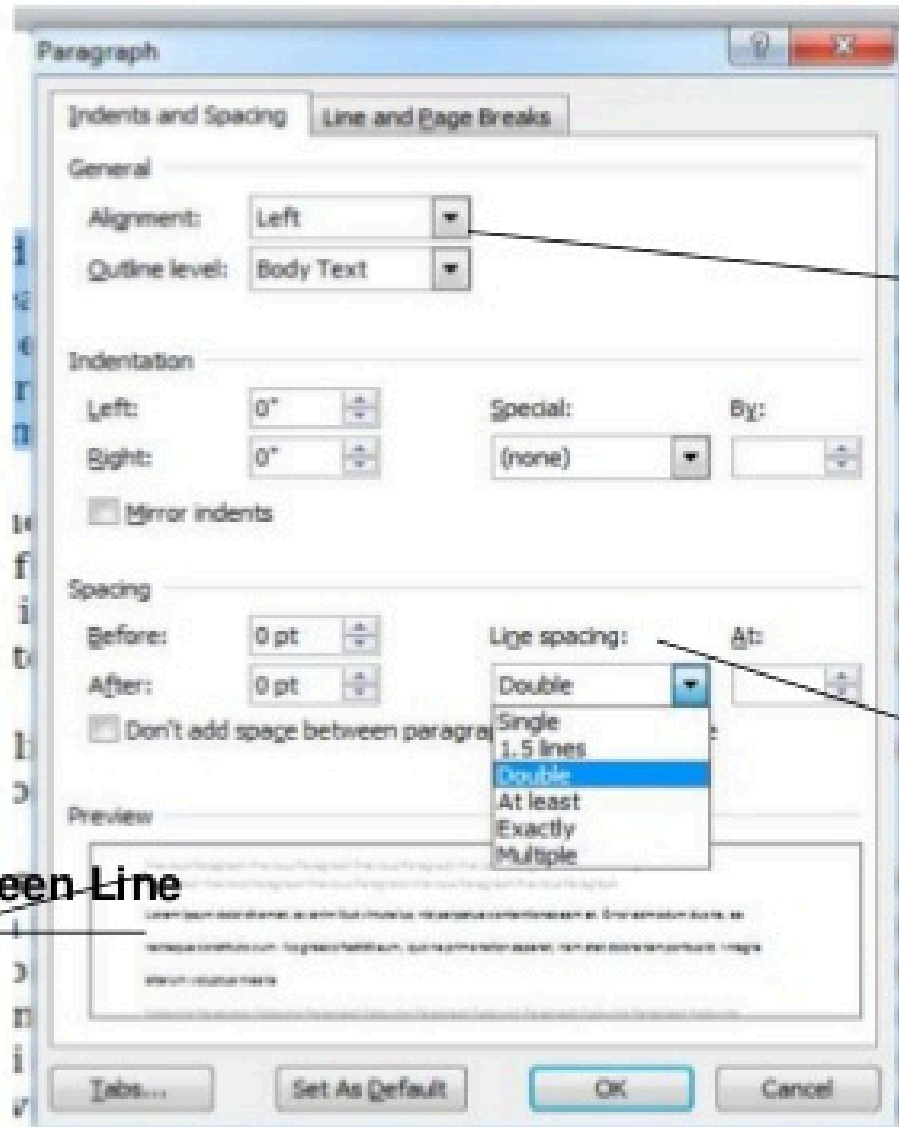 Paragraph
Indents and Spacing Line and Page Breaks
General
Alignment: Left
Outline level: Body Text
Indentation
Left: 0" Special: By:
Right: 0" (none)
Mirror indents
Spacing
Before: 0 pt Line spacing: At:
After: 0 pt Double
Don't add space between paragra
Single
1.5 lines
Double
At least
Exactly
Multiple
Preview
een Line
Tabs... Set As Default OK Cancel